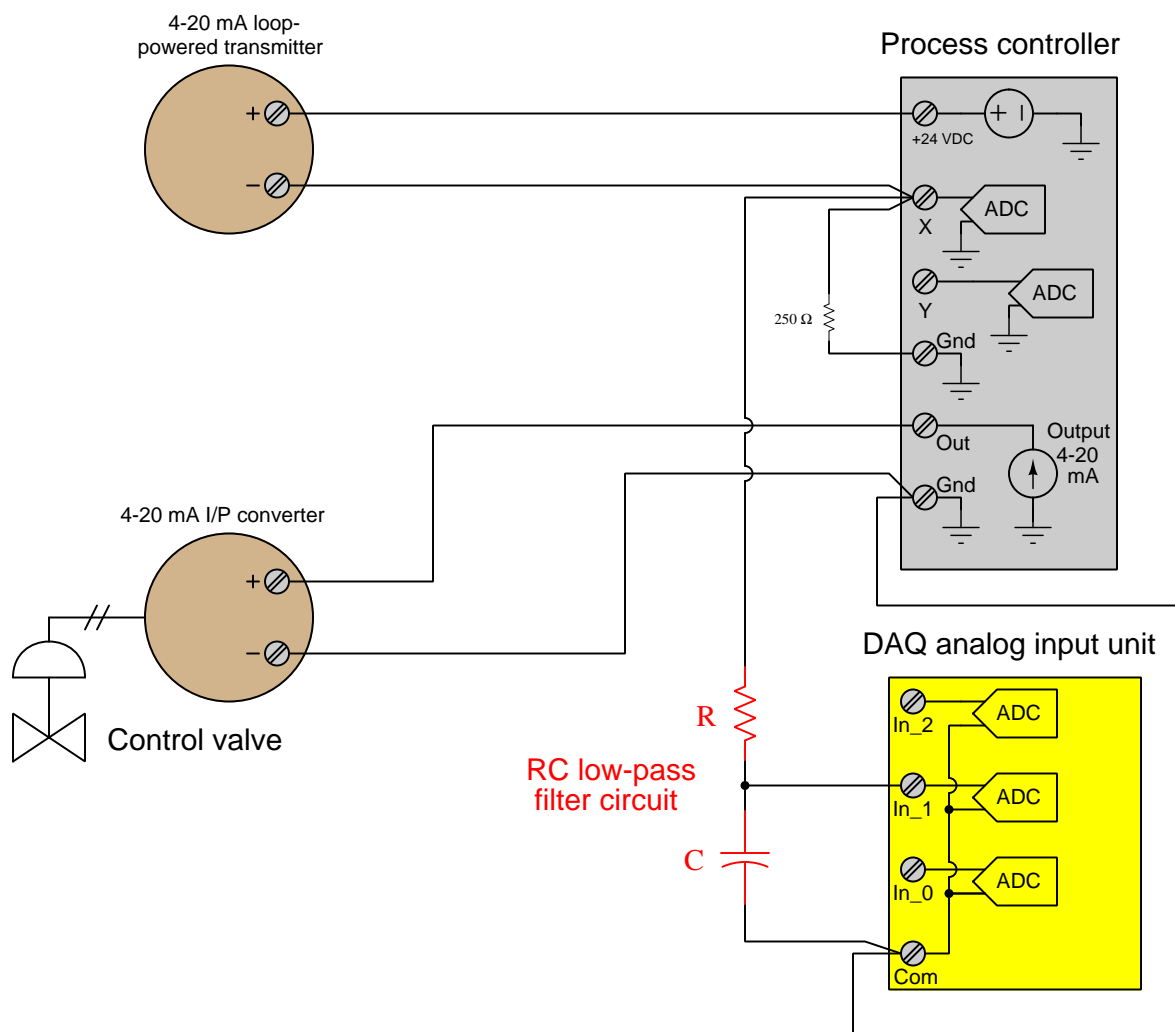 4-20 mA loop-
powered transmitter
+
−
Process controller
+24 VDC
+ −
X
ADC
Y
ADC
250 Ω
Gnd
Out
Output
4-20
mA
Gnd
4-20 mA I/P converter
+
−
Control valve
DAQ analog input unit
R
RC low-pass
filter circuit
C
In_2
ADC
In_1
ADC
In_0
ADC
Com